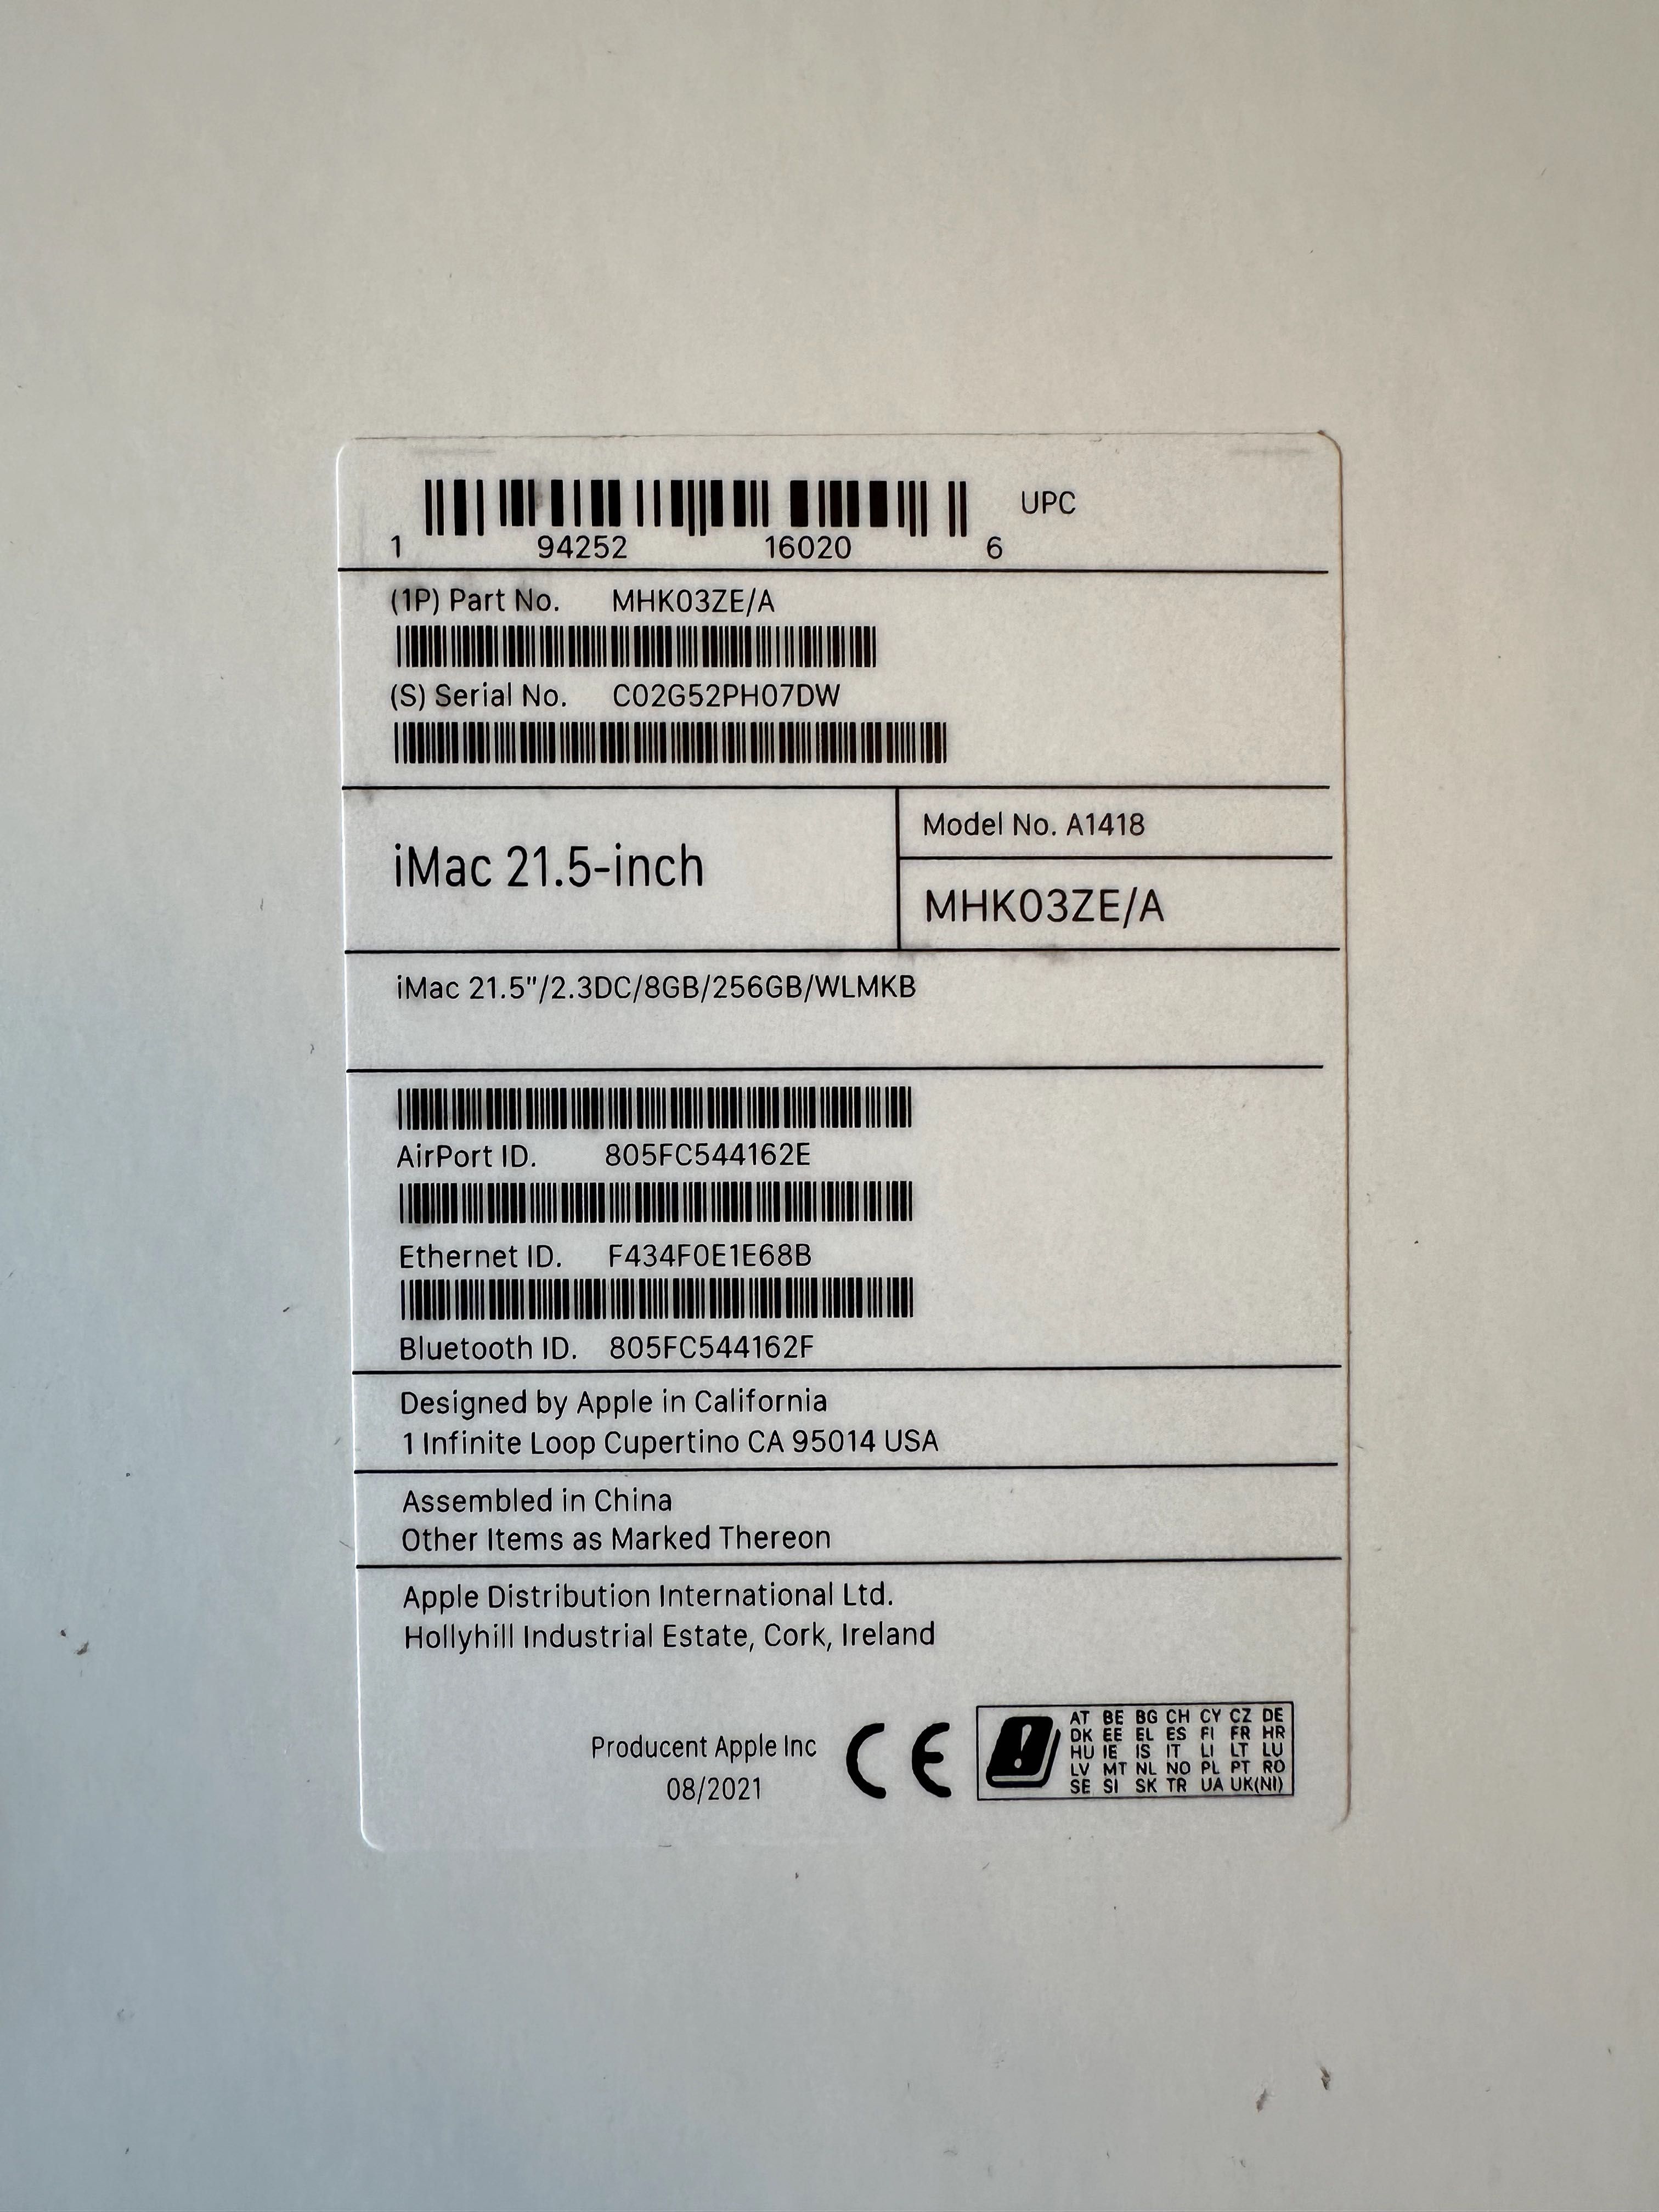 UPC
1 94252 16020 6
(1P) Part No. MHK03ZE/A
(S) Serial No. C02G52PH07DW
iMac 21.5-inch
Model No. A1418
MHK03ZE/A
iMac 21.5"/2.3DC/8GB/256GB/WLMKB
AirPort ID. 805FC544162E
Ethernet ID. F434F0E1E68B
Bluetooth ID. 805FC544162F
Designed by Apple in California
1 Infinite Loop Cupertino CA 95014 USA
Assembled in China
Other Items as Marked Thereon
Apple Distribution International Ltd.
Hollyhill Industrial Estate, Cork, Ireland
Producent Apple Inc
08/2021
CE
!
AT BE BG CH CY CZ DE
DK EE EL ES FI FR HR
HU IE IS IT LI LT LU
LV MT NL NO PL PT RO
SE SI SK TR UA UK(NI)